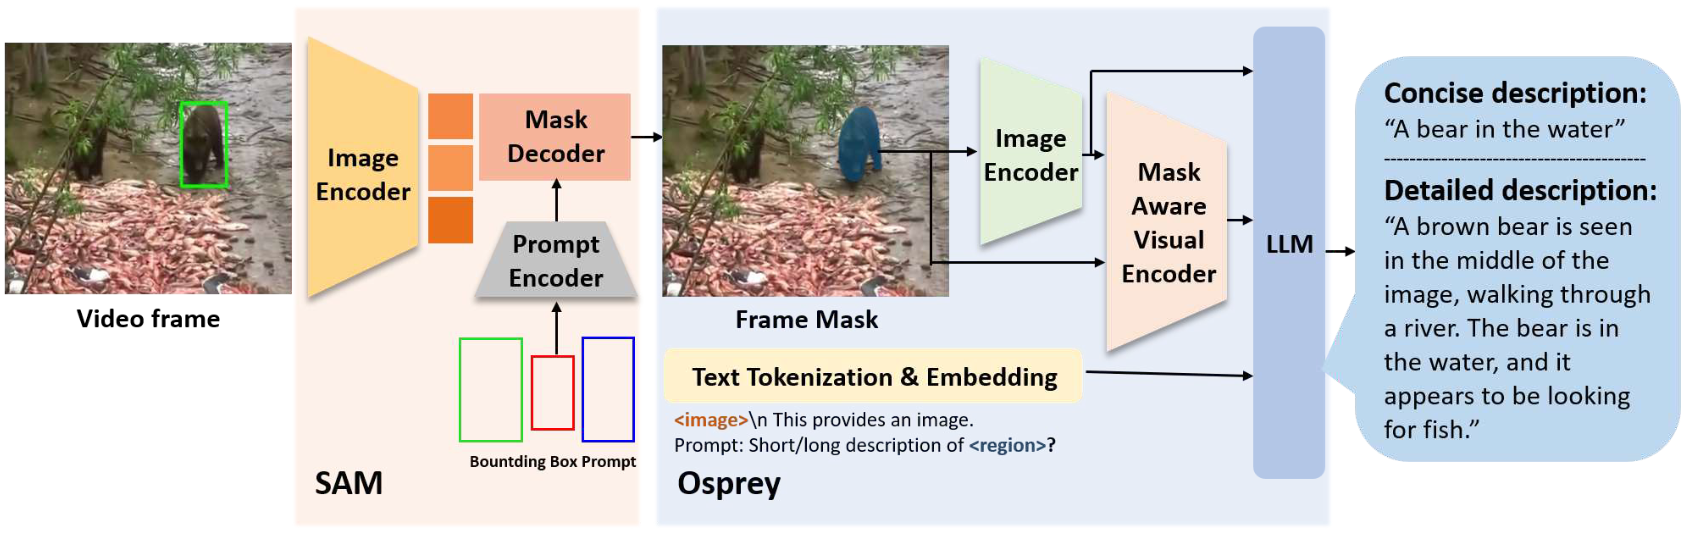 Video frame
Image
Encoder
Mask
Decoder
Prompt
Encoder
Bountding Box Prompt
SAM
Frame Mask
Image
Encoder
Mask
Aware
Visual
Encoder
Text Tokenization & Embedding
<image>\n This provides an image.
Prompt: Short/long description of <region>?
Osprey
LLM
Concise description:
“A bear in the water”
Detailed description:
“A brown bear is seen
in the middle of the
image, walking through
a river. The bear is in
the water, and it
appears to be looking
for fish.”